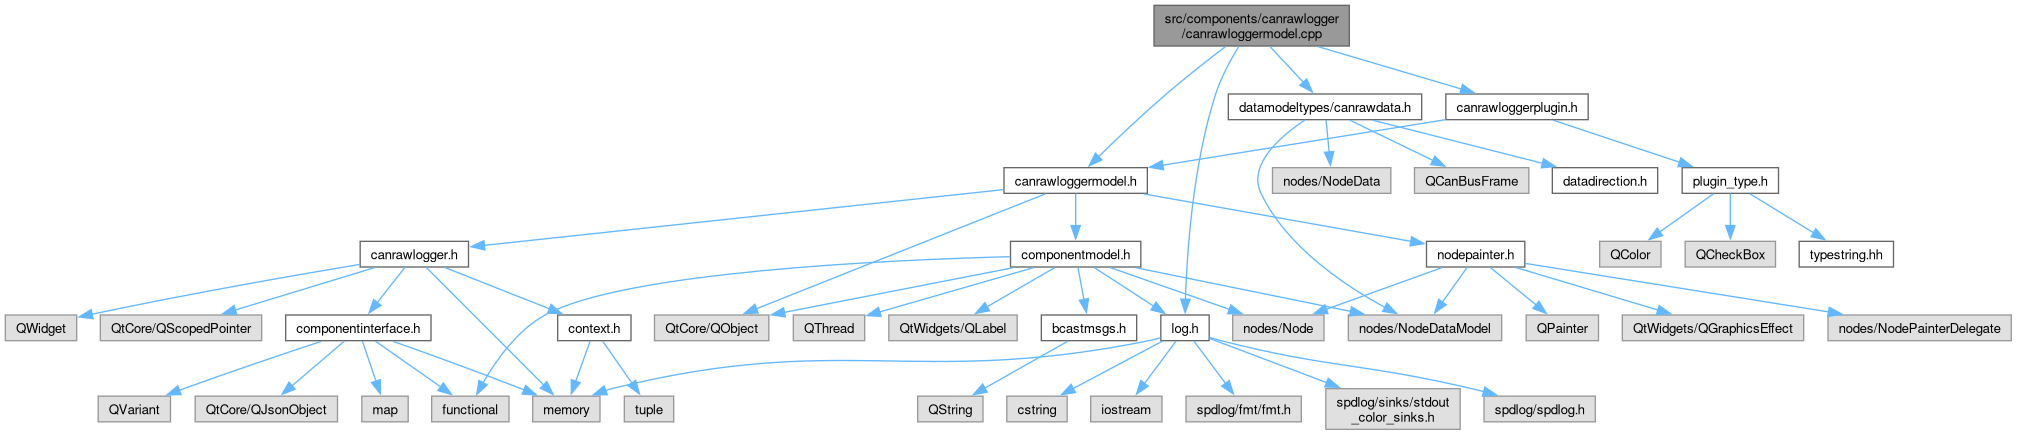 src/components/canrawlogger
/canrawloggermodel.cpp
datamodeltypes/canrawdata.h
canrawloggerplugin.h
canrawloggermodel.h
nodes/NodeData
QCanBusFrame
datadirection.h
plugin_type.h
canrawlogger.h
componentmodel.h
nodepainter.h
QColor
QCheckBox
typestring.hh
QWidget
QtCore/QScopedPointer
componentinterface.h
context.h
QtCore/QObject
QThread
QtWidgets/QLabel
bcastmsgs.h
log.h
nodes/Node
nodes/NodeDataModel
QPainter
QtWidgets/QGraphicsEffect
nodes/NodePainterDelegate
QVariant
QtCore/QJsonObject
map
functional
memory
tuple
QString
cstring
iostream
spdlog/fmt/fmt.h
spdlog/sinks/stdout
_color_sinks.h
spdlog/spdlog.h